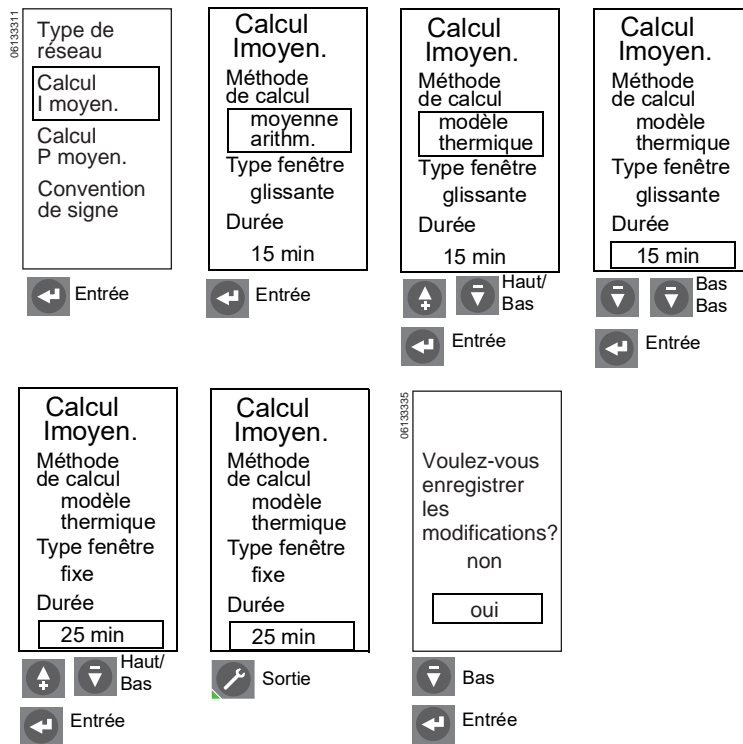 06133311
Type de
réseau
Calcul
I moyen.
Calcul
P moyen.
Convention
de signe
Entrée
Calcul
Imoyen.
Méthode
de calcul
moyenne
arithm.
Type fenêtre
glissante
Durée
15 min
Entrée
Calcul
Imoyen.
Méthode
de calcul
modèle
thermique
Type fenêtre
glissante
Durée
15 min
Haut/
Bas
Entrée
Calcul
Imoyen.
Méthode
de calcul
modèle
thermique
Type fenêtre
glissante
Durée
15 min
Bas
Bas
Entrée
Calcul
Imoyen.
Méthode
de calcul
modèle
thermique
Type fenêtre
fixe
Durée
25 min
Haut/
Bas
Entrée
Calcul
Imoyen.
Méthode
de calcul
modèle
thermique
Type fenêtre
fixe
Durée
25 min
Sortie
06133335
Voulez-vous
enregistrer
les
modifications?
non
oui
Bas
Entrée